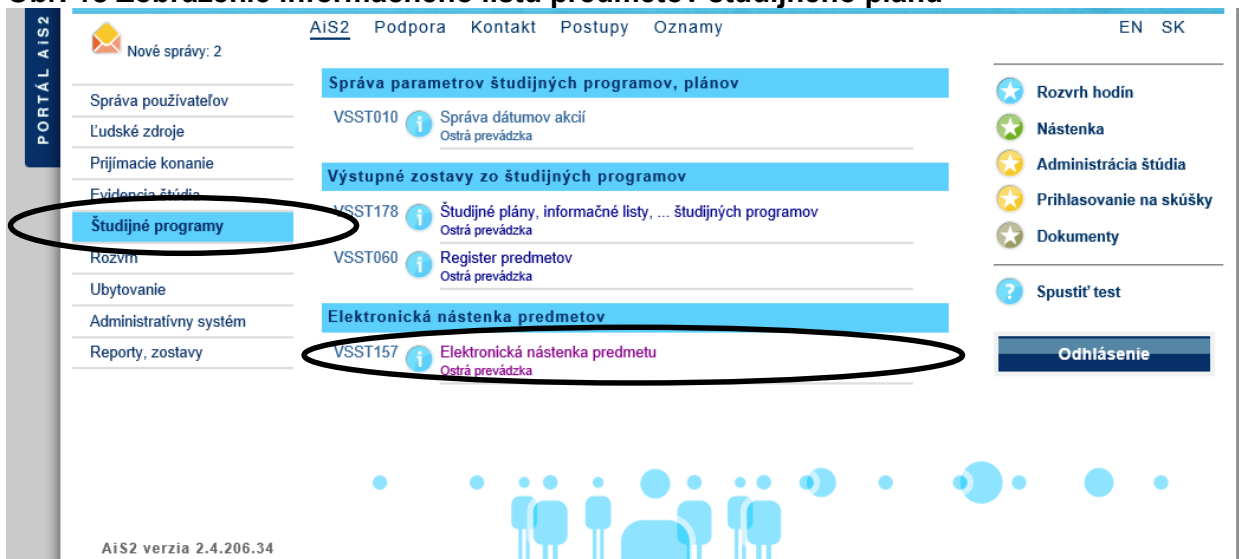 PORTÁL AiS2
Nové správy: 2
Správa používateľov
Ľudské zdroje
Prijímacie konanie
Evidencia štúdia
Študijné programy
Rozvrh
Ubytovanie
Administratívny systém
Reporty, zostavy
AiS2 verzia 2.4.206.34
AiS2 Podpora Kontakt Postupy Oznamy
EN SK
Správa parametrov študijných programov, plánov
VSST010 Správa dátumov akcií
Ostrá prevádzka
Výstupné zostavy zo študijných programov
VSST178 Študijné plány, informačné listy, ... študijných programov
Ostrá prevádzka
VSST060 Register predmetov
Ostrá prevádzka
Elektronická nástenka predmetov
VSST157 Elektronická nástenka predmetu
Ostrá prevádzka
Rozvrh hodín
Nástenka
Administrácia štúdia
Prihlasovanie na skúšky
Dokumenty
Spustiť test
Odhlásenie